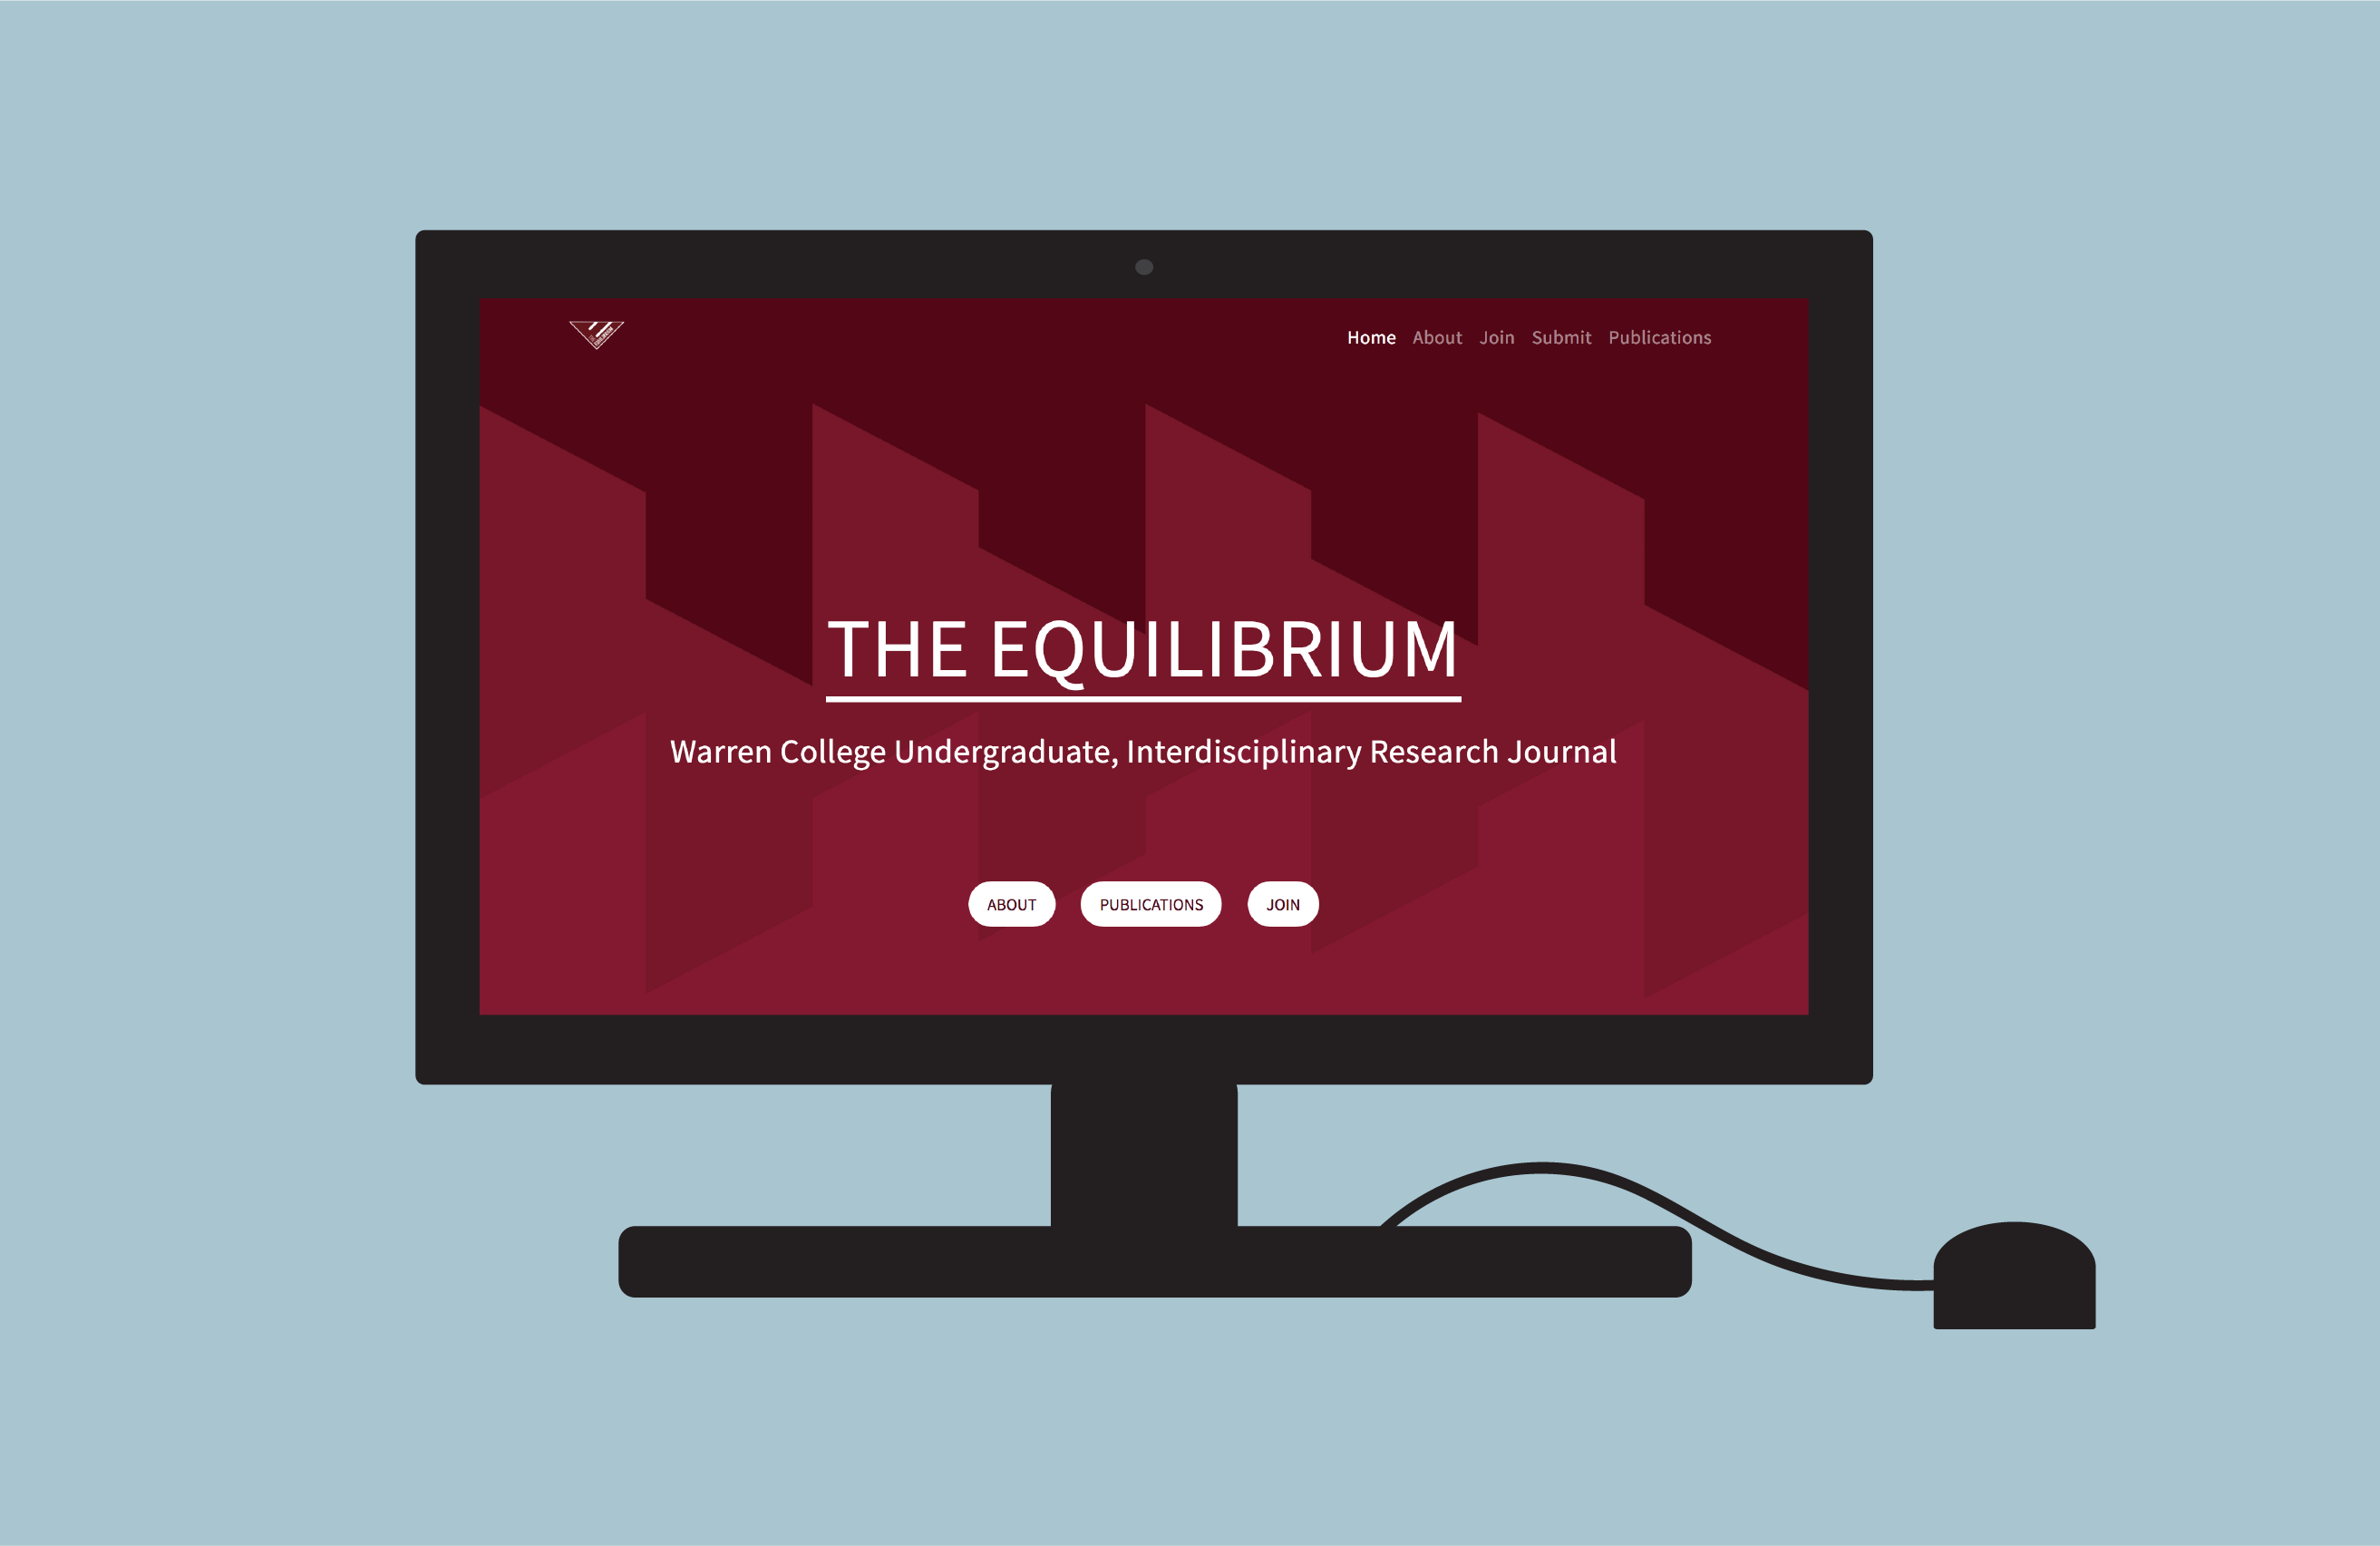 Home About Join Submit Publications
THE EQUILIBRIUM
Warren College Undergraduate, Interdisciplinary Research Journal
ABOUT PUBLICATIONS JOIN